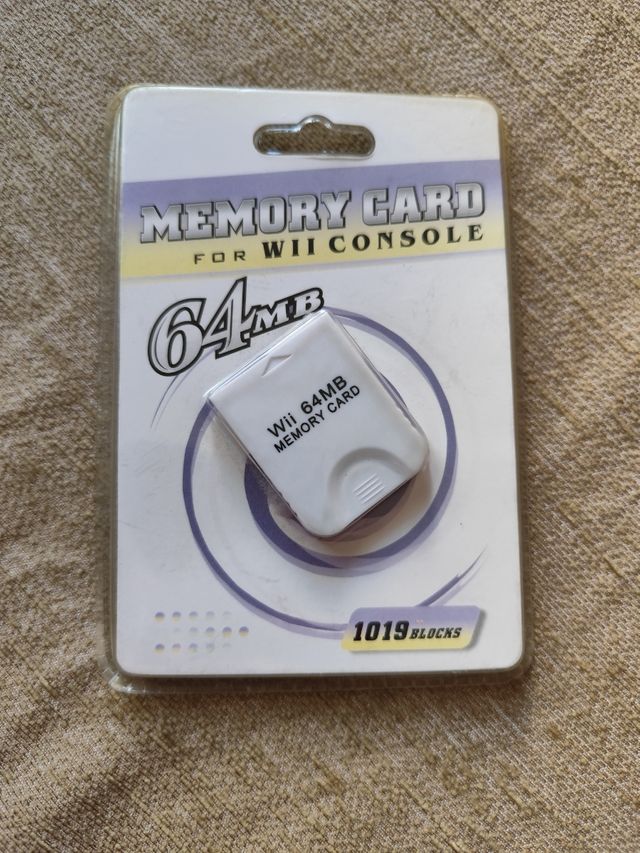 MEMORY CARD
FOR WII CONSOLE
64MB
Wii 64MB
MEMORY CARD
1019 BLOCKS